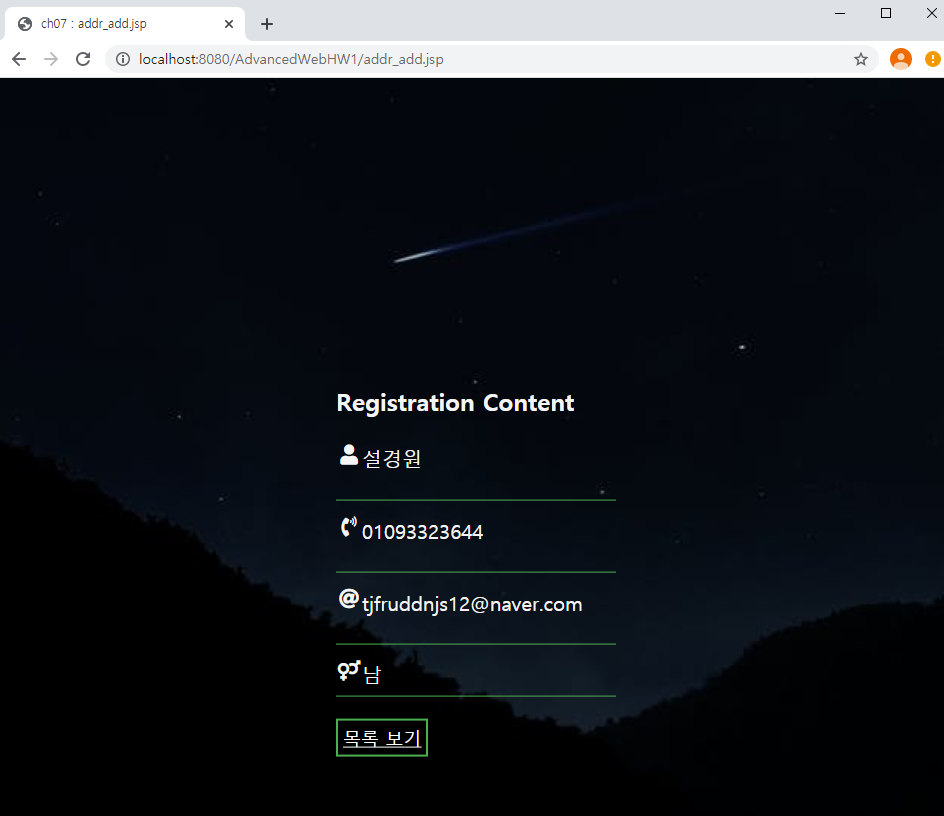 ch07 : addr_add.jsp
localhost:8080/AdvancedWebHW1/addr_add.jsp
Registration Content
설경원
01093323644
@tjfruddnjs12@naver.com
남
목록 보기